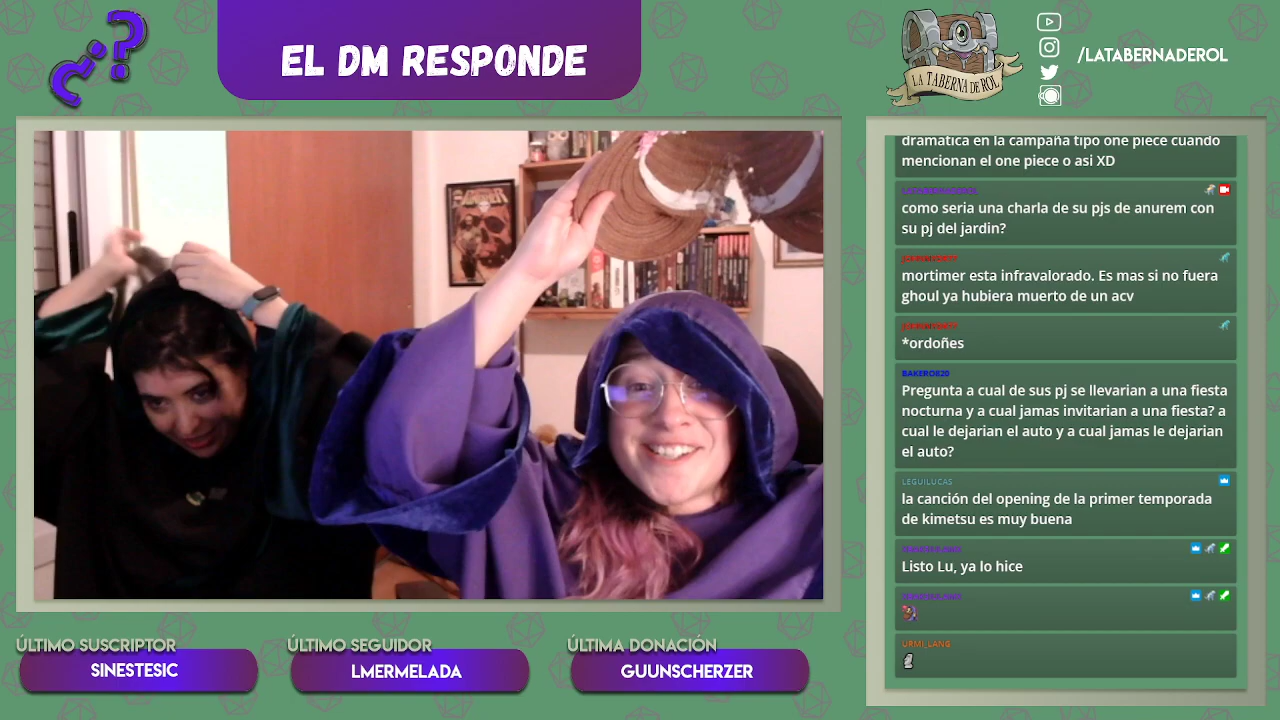 EL DM RESPONDE
LA TABERNA DE ROL
/LATABERNADEROL
dramatica en la campaña tipo one piece cuando
mencionan el one piece o asi XD
como seria una charla de su pjs de anurem con
su pj del jardin?
mortimer esta infravalorado. Es mas si no fuera
ghoul ya hubiera muerto de un acv
*ordoñes
BAKERO820
Pregunta a cual de sus pj se llevarian a una fiesta
nocturna y a cual jamas invitarian a una fiesta? a
cual le dejarian el auto y a cual jamas le dejarian
el auto?
LEGUILUCAS
la canción del opening de la primer temporada
de kimetsu es muy buena
Listo Lu, ya lo hice
URMI_LANG
ÚLTIMO SUSCRIPTOR
SINESTESIC
ÚLTIMO SEGUIDOR
LMERMELADA
ÚLTIMA DONACIÓN
GUUNSCHERZER